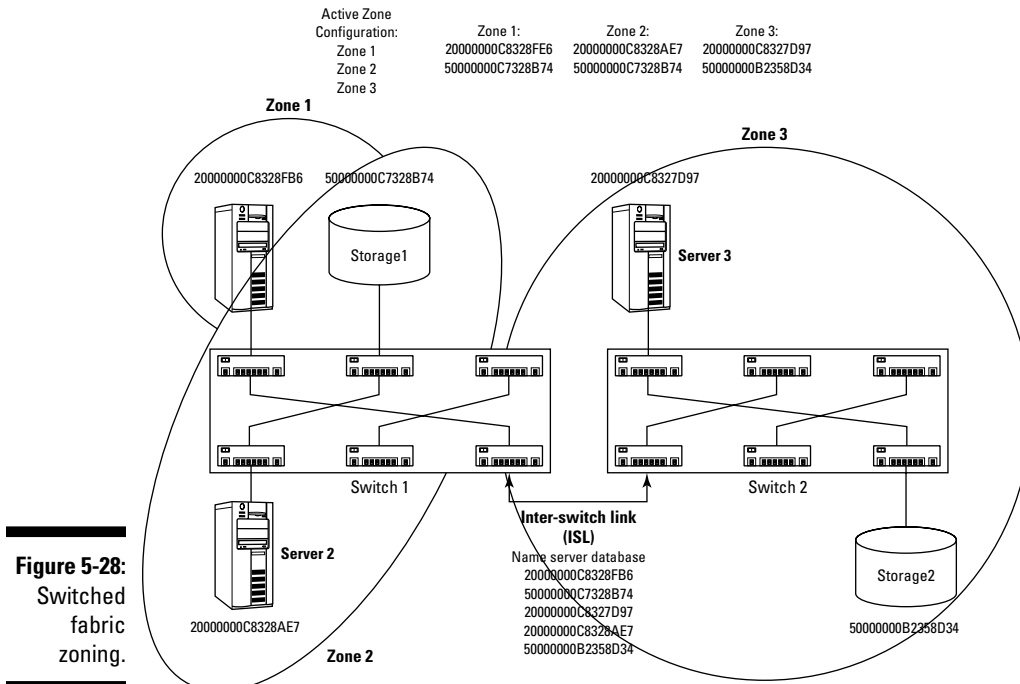 Active Zone
Configuration:
Zone 1
Zone 2
Zone 3
Zone 1:
20000000C8328FE6
50000000C7328B74
Zone 2:
20000000C8328AE7
50000000C7328B74
Zone 3:
20000000C8327D97
50000000B2358D34
Zone 1
Zone 3
20000000C8328FB6
50000000C7328B74
20000000C8327D97
Storage1
Server 3
Switch 1
Switch 2
Inter-switch link
(ISL)
Name server database
20000000C8328FB6
50000000C7328B74
20000000C8327D97
20000000C8328AE7
50000000B2358D34
Server 2
20000000C8328AE7
Zone 2
Storage2
50000000B2358D34
Figure 5-28:
Switched
fabric
zoning.